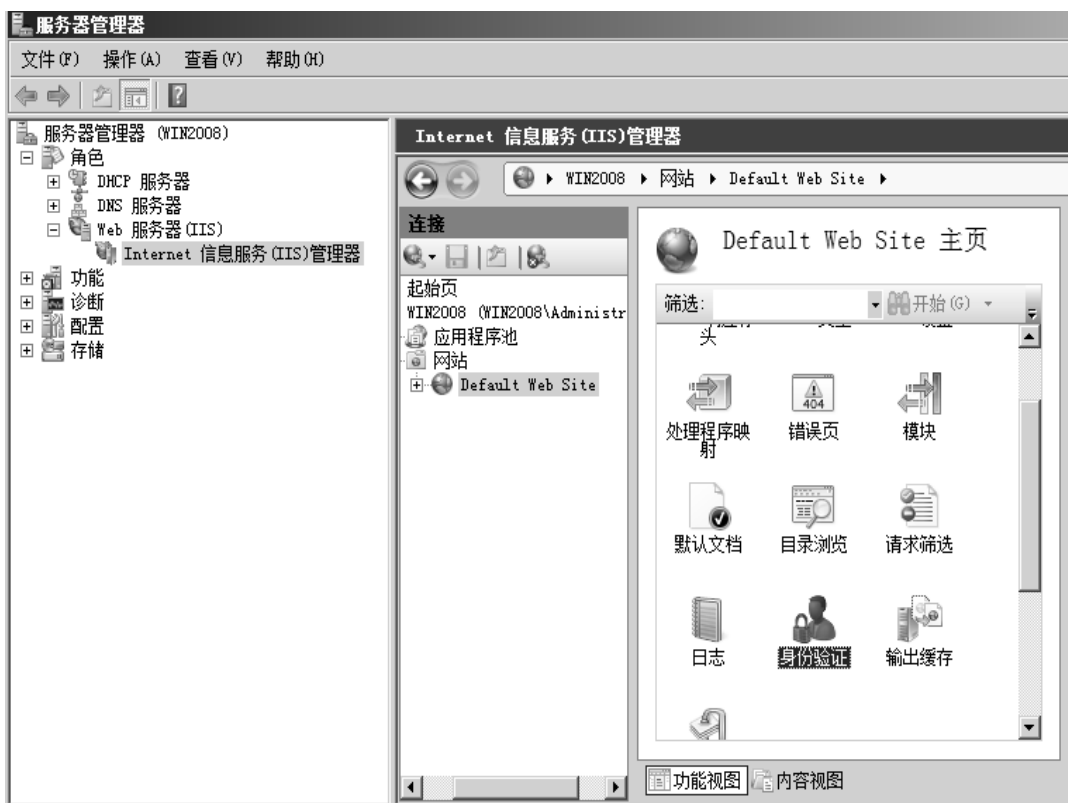 服务器管理器
文件(F) 操作(A) 查看(V) 帮助(H)
服务器管理器 (WIN2008)
角色
DHCP 服务器
DNS 服务器
Web 服务器(IIS)
Internet 信息服务(IIS)管理器
功能
诊断
配置
存储
Internet 信息服务(IIS)管理器
WIN2008 网站 Default Web Site
连接
起始页
WIN2008 (WIN2008\Administr
应用程序池
网站
Default Web Site
Default Web Site 主页
筛选: 开始(G)
头
404
处理程序映射
错误页
模块
默认文档
目录浏览
请求筛选
日志
身份验证
输出缓存
功能视图 内容视图